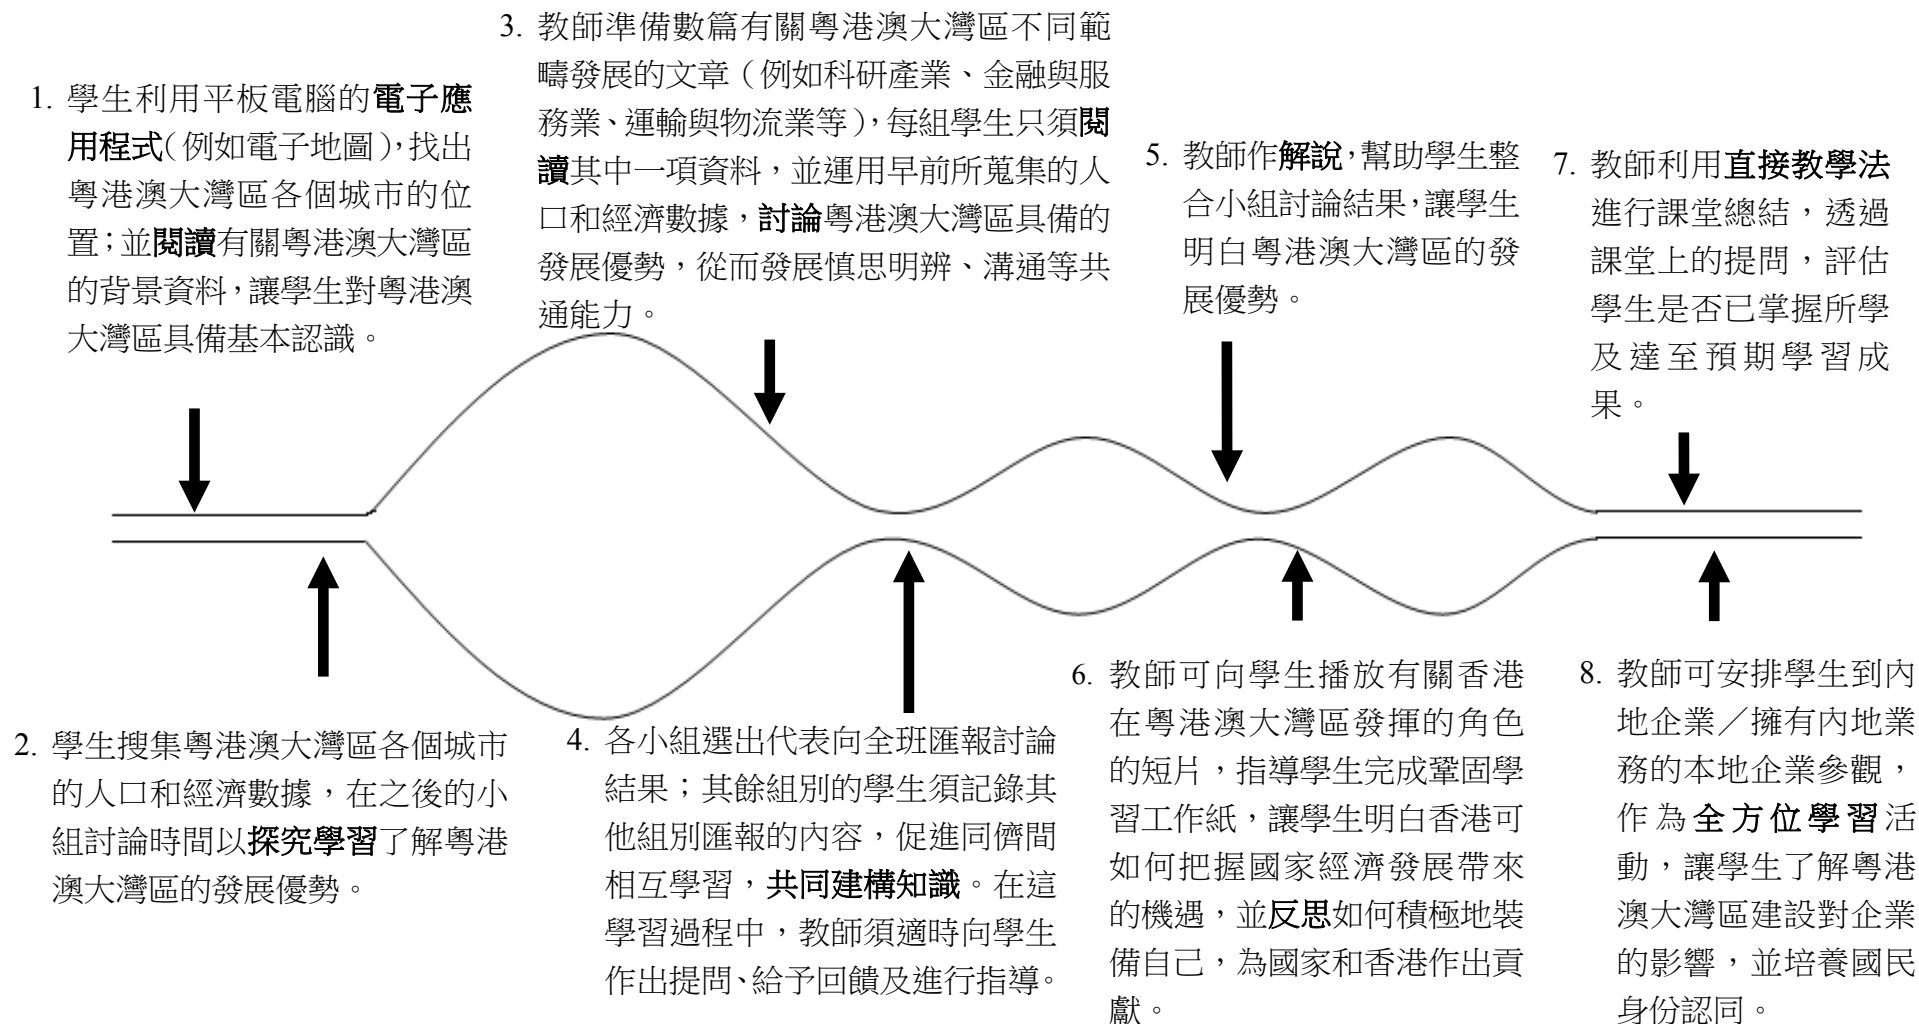 1. 學生利用平板電腦的電子應
用程式(例如電子地圖),找出
粵港澳大灣區各個城市的位
置;並閱讀有關粵港澳大灣區
的背景資料,讓學生對粵港澳
大灣區具備基本認識。
2. 學生搜集粵港澳大灣區各個城市
的人口和經濟數據,在之後的小
組討論時間以探究學習了解粵港
澳大灣區的發展優勢。
3. 教師準備數篇有關粵港澳大灣區不同範
疇發展的文章(例如科研產業、金融與服
務業、運輸與物流業等),每組學生只須閱
讀其中一項資料,並運用早前所蒐集的人
口和經濟數據,討論粵港澳大灣區具備的
發展優勢,從而發展慎思明辨、溝通等共
通能力。
4. 各小組選出代表向全班匯報討論
結果;其餘組別的學生須記錄其
他組別匯報的內容,促進同儕間
相互學習,共同建構知識。在這
學習過程中,教師須適時向學生
作出提問、給予回饋及進行指導。
5. 教師作解說,幫助學生整
合小組討論結果,讓學生
明白粵港澳大灣區的發
展優勢。
6. 教師可向學生播放有關香港
在粵港澳大灣區發揮的角色
的短片,指導學生完成鞏固學
習工作紙,讓學生明白香港可
如何把握國家經濟發展帶來
的機遇,並反思如何積極地裝
備自己,為國家和香港作出貢
獻。
7. 教師利用直接教學法
進行課堂總結,透過
課堂上的提問,評估
學生是否已掌握所學
及達至預期學習成
果。
8. 教師可安排學生到內
地企業/擁有內地業
務的本地企業參觀,
作為全方位學習活
動,讓學生了解粵港
澳大灣區建設對企業
的影響,並培養國民
身份認同。